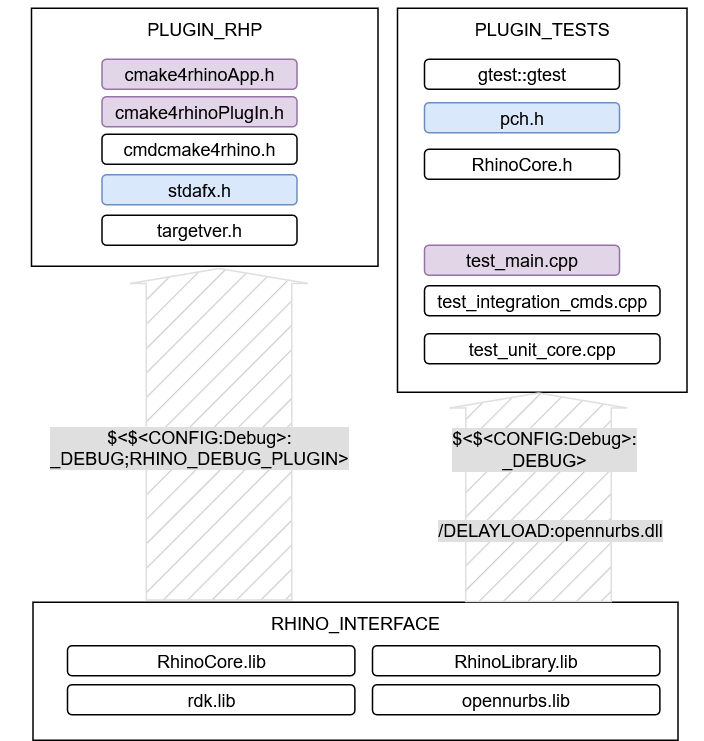 PLUGIN_RHP
cmake4rhinoApp.h
cmake4rhinoPlugIn.h
cmdcmake4rhino.h
stdafx.h
targetver.h
PLUGIN_TESTS
gtest::gtest
pch.h
RhinoCore.h
test_main.cpp
test_integration_cmds.cpp
test_unit_core.cpp
$<$<CONFIG:Debug>:
_DEBUG;RHINO_DEBUG_PLUGIN>
$<$<CONFIG:Debug>:
_DEBUG>
/DELAYLOAD:opennurbs.dll
RHINO_INTERFACE
RhinoCore.lib
RhinoLibrary.lib
rdk.lib
opennurbs.lib